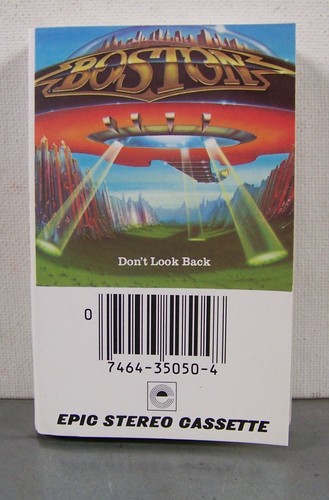 BOSTON
Don't Look Back
0
7464-35050-4
EPIC STEREO CASSETTE